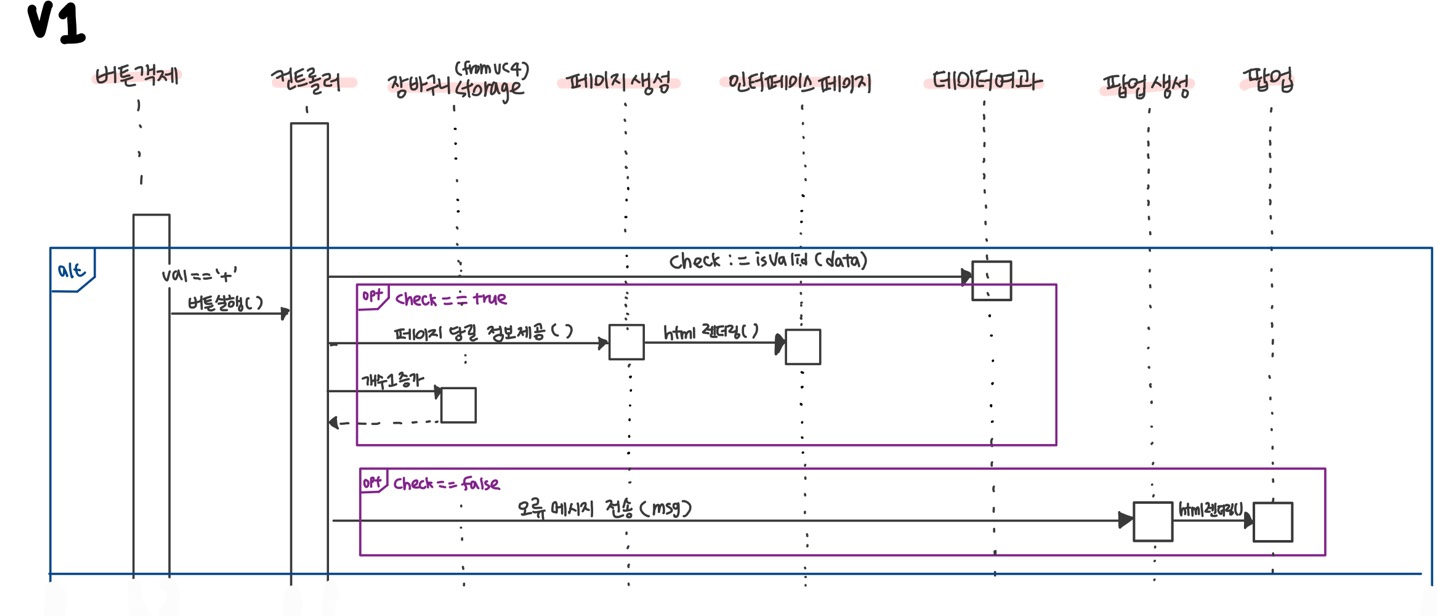 V1
버튼객체
컨트롤러
장바구니 (from UC4)
Storage
페이지 생성
인터페이스 페이지
데이터여과
팝업 생성
팝업
alt
val == '+'
check := isValid (data)
버튼실행( )
opt check == true
페이지 당길 정보제공 ( )
html 렌더링( )
개수1증가
opt check == false
오류 메시지 전송 (msg)
html렌더링()